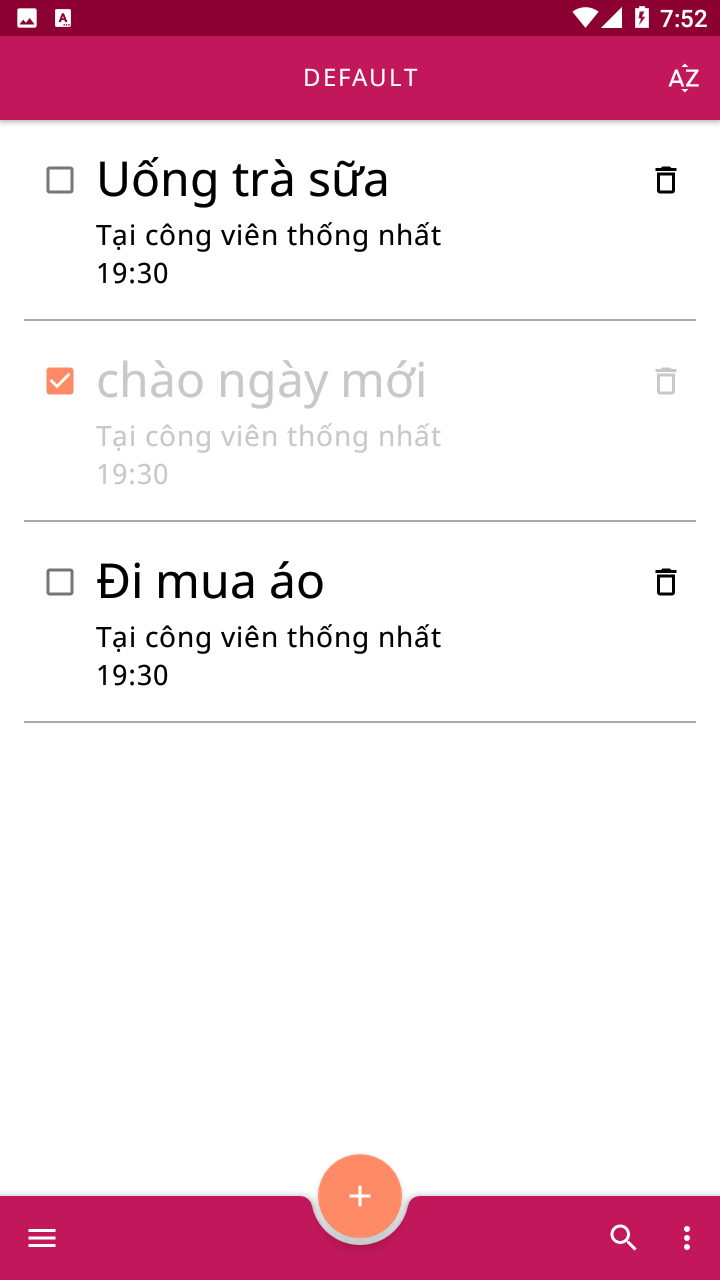 7:52
DEFAULT
AZ
Uống trà sữa
Tại công viên thống nhất
19:30
chào ngày mới
Tại công viên thống nhất
19:30
Đi mua áo
Tại công viên thống nhất
19:30